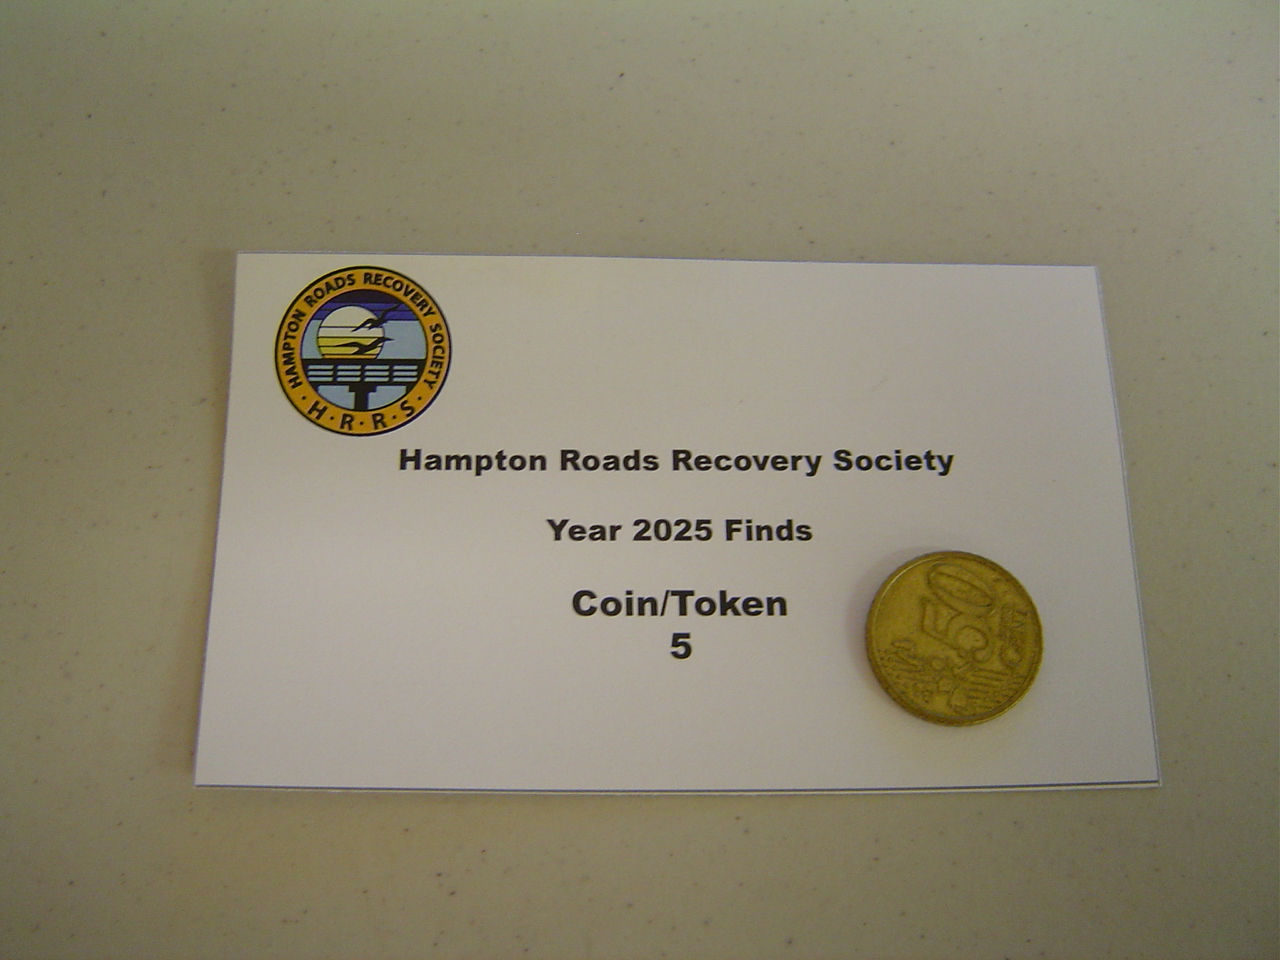 HAMPTON ROADS RECOVERY SOCIETY
· H · R · R · S ·
Hampton Roads Recovery Society
Year 2025 Finds
Coin/Token
5
50